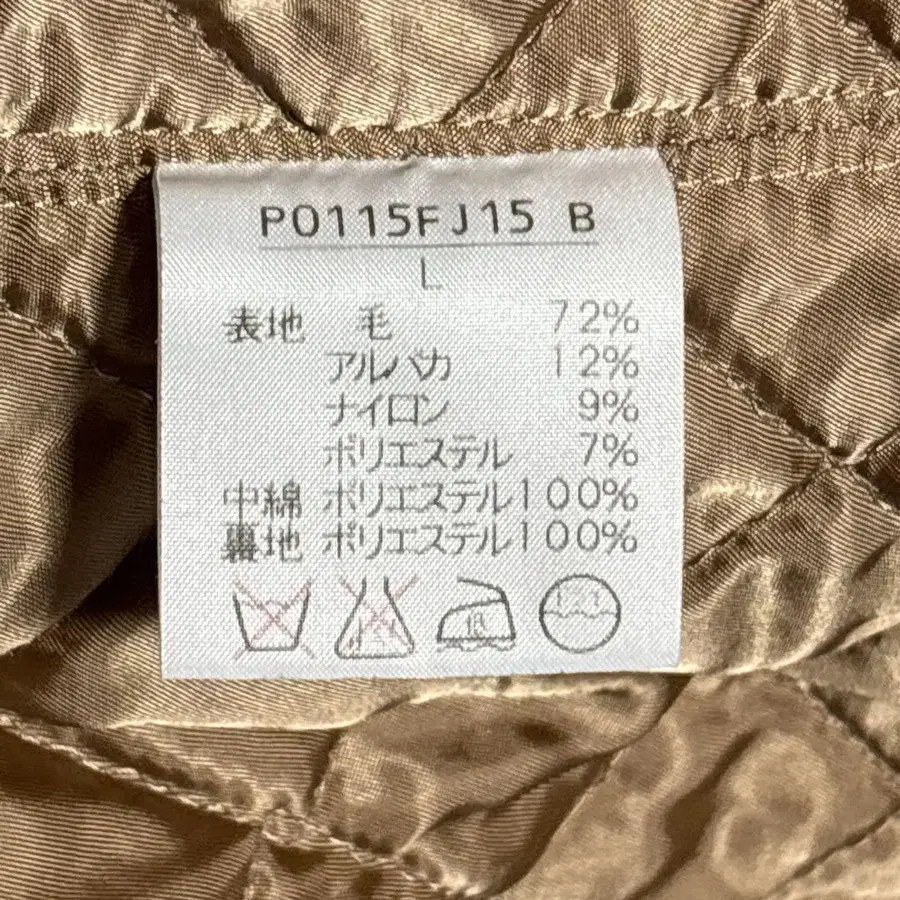 P0115FJ15 B
L
表地 毛 72%
アルパカ 12%
ナイロン 9%
ポリエステル 7%
中綿 ポリエステル100%
裏地 ポリエステル100%